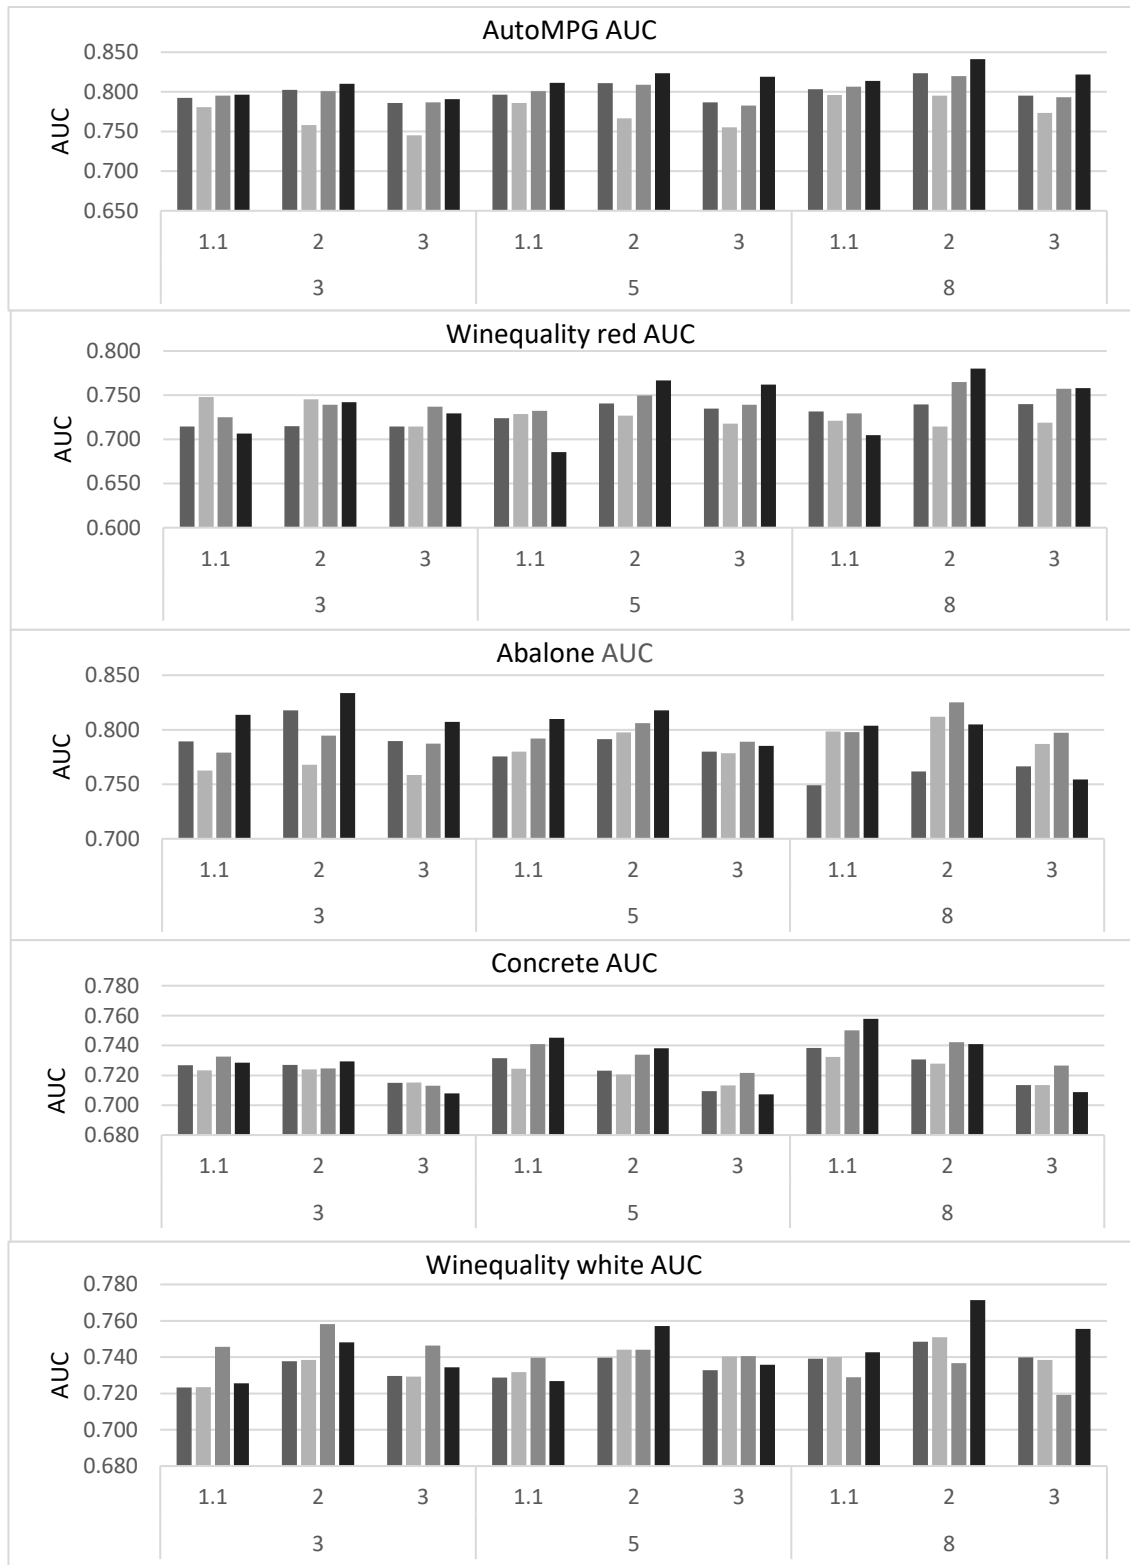 AutoMPG AUC
0.850
0.800
0.750
0.700
0.650
AUC
1.1 2 3 1.1 2 3 1.1 2 3
3 5 8
Winequality red AUC
0.800
0.750
0.700
0.650
0.600
AUC
1.1 2 3 1.1 2 3 1.1 2 3
3 5 8
Abalone AUC
0.850
0.800
0.750
0.700
AUC
1.1 2 3 1.1 2 3 1.1 2 3
3 5 8
Concrete AUC
0.780
0.760
0.740
0.720
0.700
0.680
AUC
1.1 2 3 1.1 2 3 1.1 2 3
3 5 8
Winequality white AUC
0.780
0.760
0.740
0.720
0.700
0.680
AUC
1.1 2 3 1.1 2 3 1.1 2 3
3 5 8